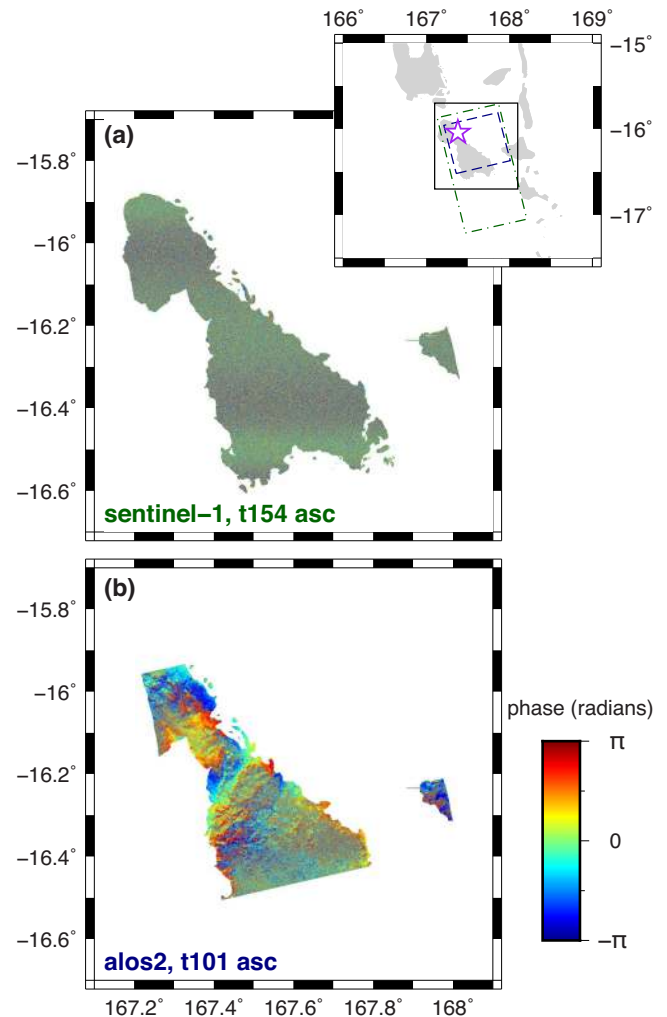 166˚ 167˚ 168˚ 169˚
−15˚
−16˚
−17˚
(a)
−15.8˚
−16˚
−16.2˚
−16.4˚
−16.6˚
sentinel−1, t154 asc
(b)
−15.8˚
−16˚
−16.2˚
−16.4˚
−16.6˚
alos2, t101 asc
167.2˚ 167.4˚ 167.6˚ 167.8˚ 168˚
phase (radians)
π
0
−π